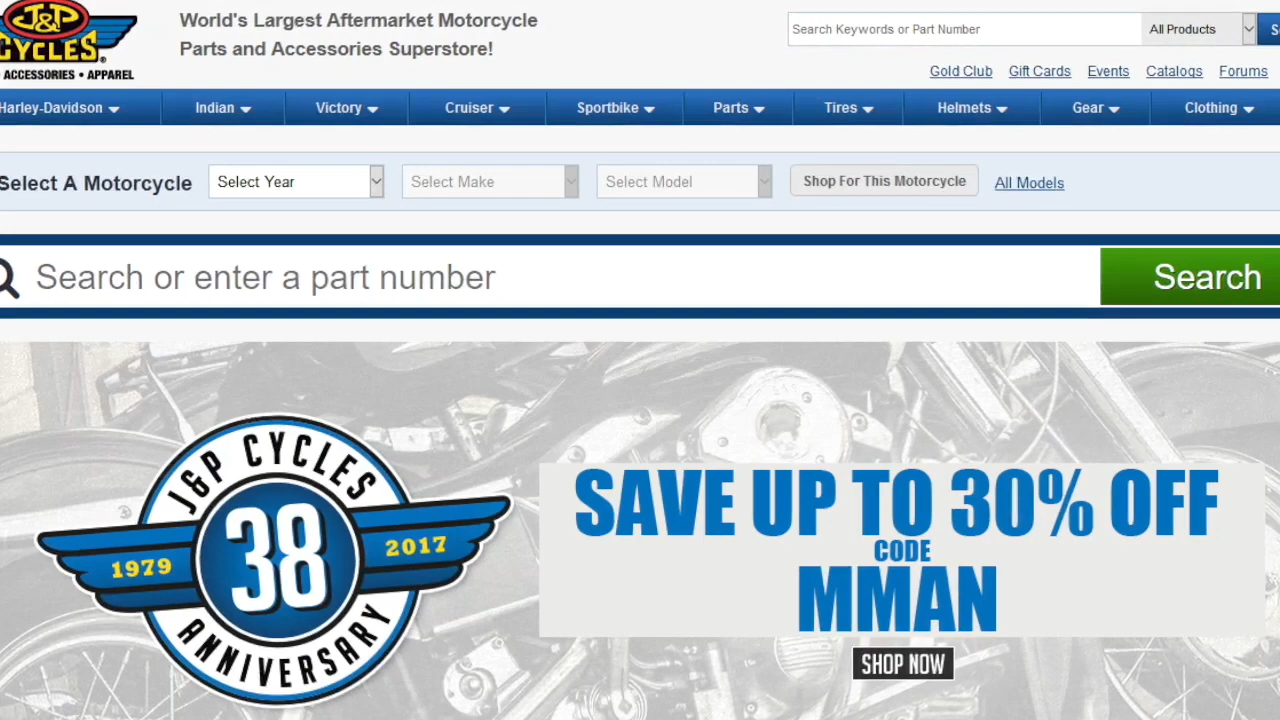 J&P
CYCLES
ACCESSORIES • APPAREL
World's Largest Aftermarket Motorcycle
Parts and Accessories Superstore!
Search Keywords or Part Number
All Products
Gold Club Gift Cards Events Catalogs Forums
Harley-Davidson Indian Victory Cruiser Sportbike Parts Tires Helmets Gear Clothing
Select A Motorcycle Select Year Select Make Select Model Shop For This Motorcycle All Models
Search or enter a part number Search
J&P CYCLES
1979 38 2017
ANNIVERSARY
SAVE UP TO 30% OFF
CODE
MMAN
SHOP NOW